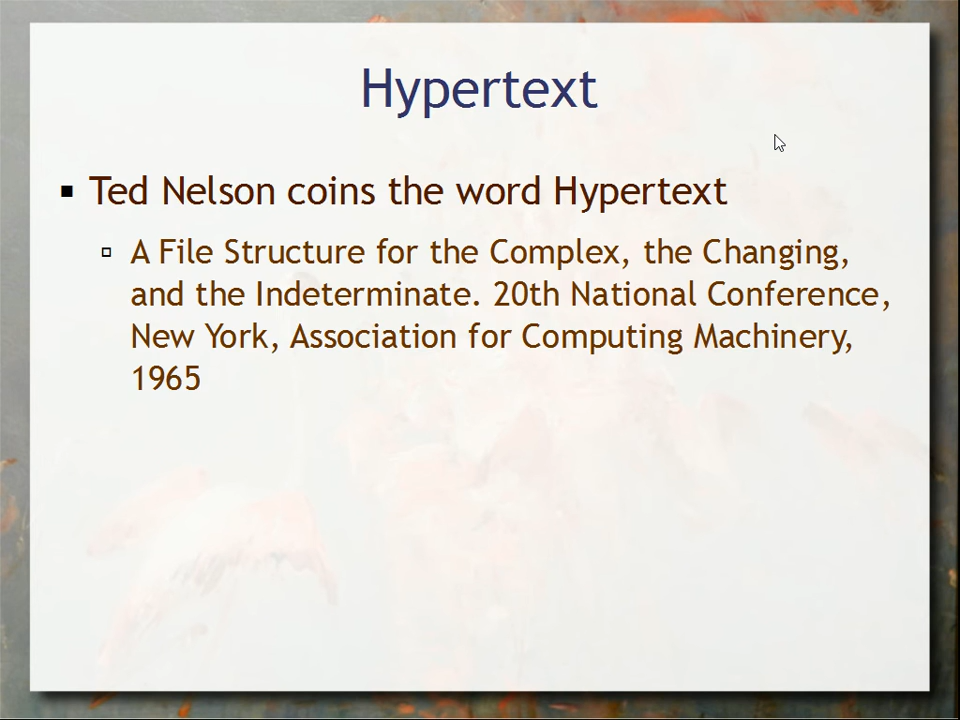 Hypertext
Ted Nelson coins the word Hypertext
A File Structure for the Complex, the Changing,
and the Indeterminate. 20th National Conference,
New York, Association for Computing Machinery,
1965